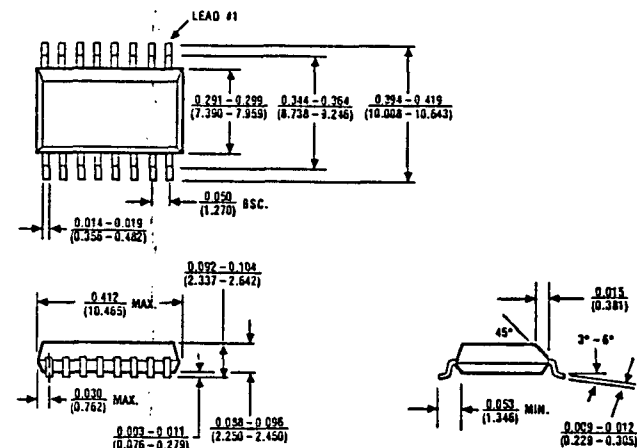 LEAD #1
0.291 – 0.299
(7.390 – 7.959)
0.344 – 0.364
(8.738 – 9.246)
0.394 – 0.419
(10.008 – 10.643)
0.050
(1.270)
BSC.
0.014 – 0.019
(0.356 – 0.482)
0.092 – 0.104
(2.337 – 2.642)
0.412
(10.465)
MAX.
0.030
(0.762)
MAX.
0.003 – 0.011
(0.076 – 0.279)
– 0.096
(2.250 – 2.450)
0.015
(0.381)
45°
3° – 6°
0.053
(1.346)
MIN.
0.009 – 0.012
(0.229 – 0.305)